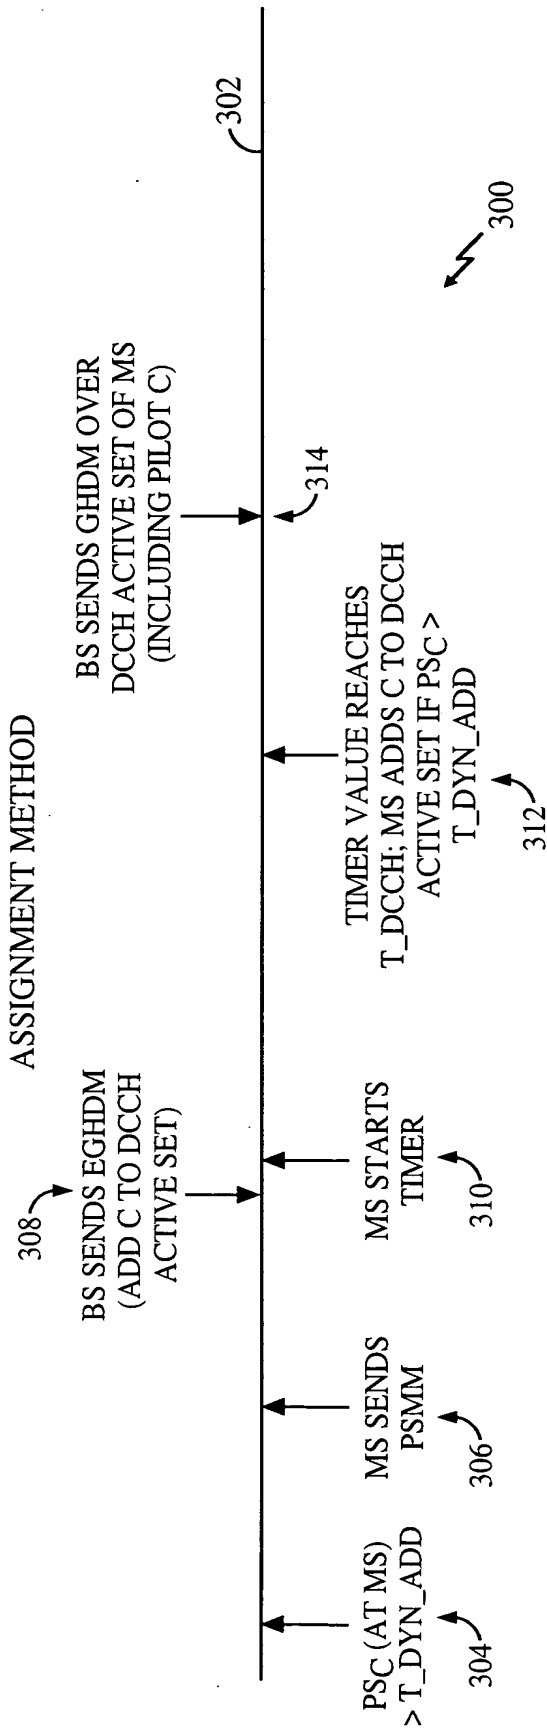 ASSIGNMENT METHOD
308
BS SENDS EGHDM
(ADD C TO DCCH
ACTIVE SET)
BS SENDS GHDM OVER
DCCH ACTIVE SET OF MS
(INCLUDING PILOT C)
302
PSC (AT MS)
> T_DYN_ADD
304
MS SENDS
PSMM
306
MS STARTS
TIMER
310
TIMER VALUE REACHES
T_DCCH; MS ADDS C TO DCCH
ACTIVE SET IF PSC >
T_DYN_ADD
312
314
300